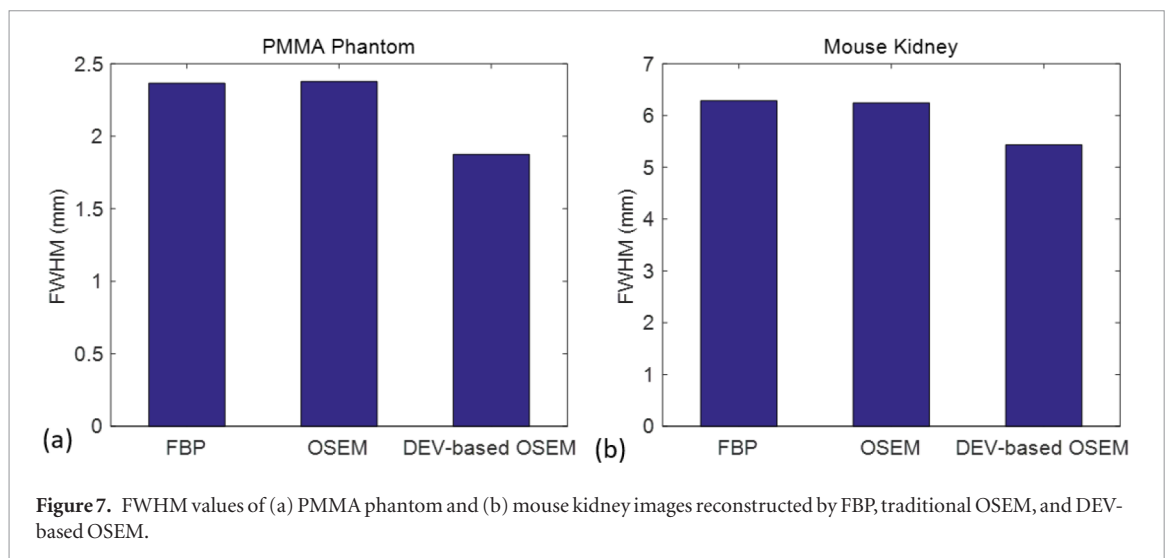 PMMA Phantom
2.5
2
1.5
1
0.5
0
FWHM (mm)
FBP
OSEM
DEV-based OSEM
(a)
Mouse Kidney
7
6
5
4
3
2
1
0
FWHM (mm)
FBP
OSEM
DEV-based OSEM
(b)
Figure 7. FWHM values of (a) PMMA phantom and (b) mouse kidney images reconstructed by FBP, traditional OSEM, and DEV-
based OSEM.